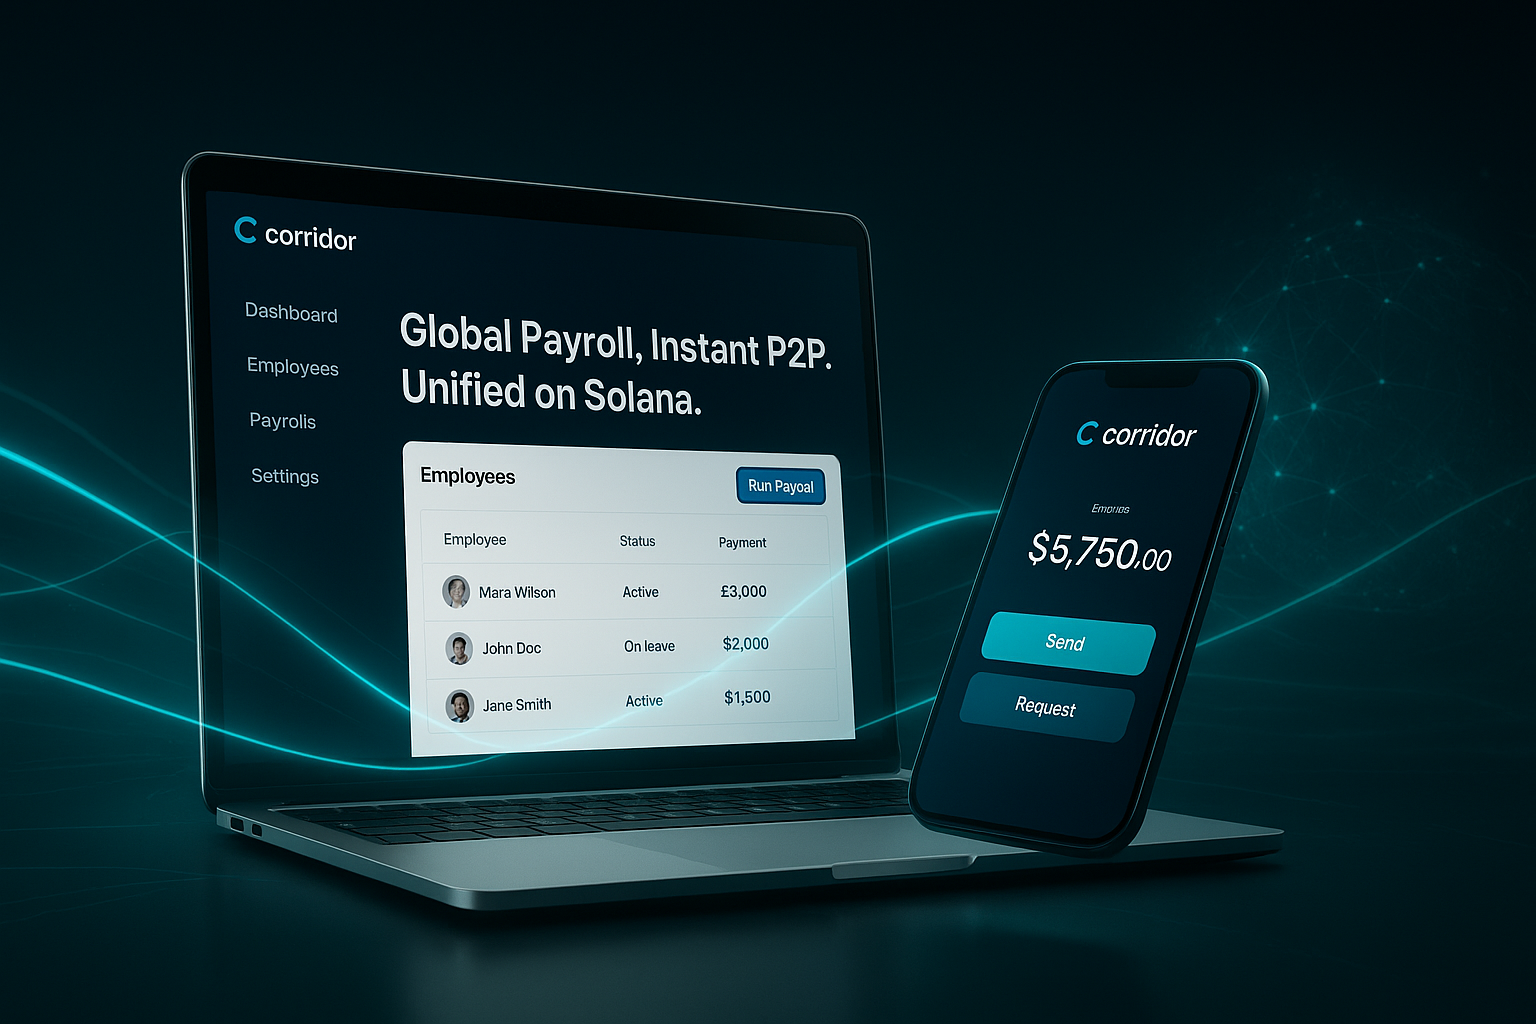 corridor
Dashboard
Employees
Payrolis
Settings
Global Payroll, Instant P2P.
Unified on Solana.
Employees
Run Payoal
Employee Status Payment
Mara Wilson Active £3,000
John Doc On leave $2,000
Jane Smith Active $1,500
corridor
$5,750.00
Send
Request